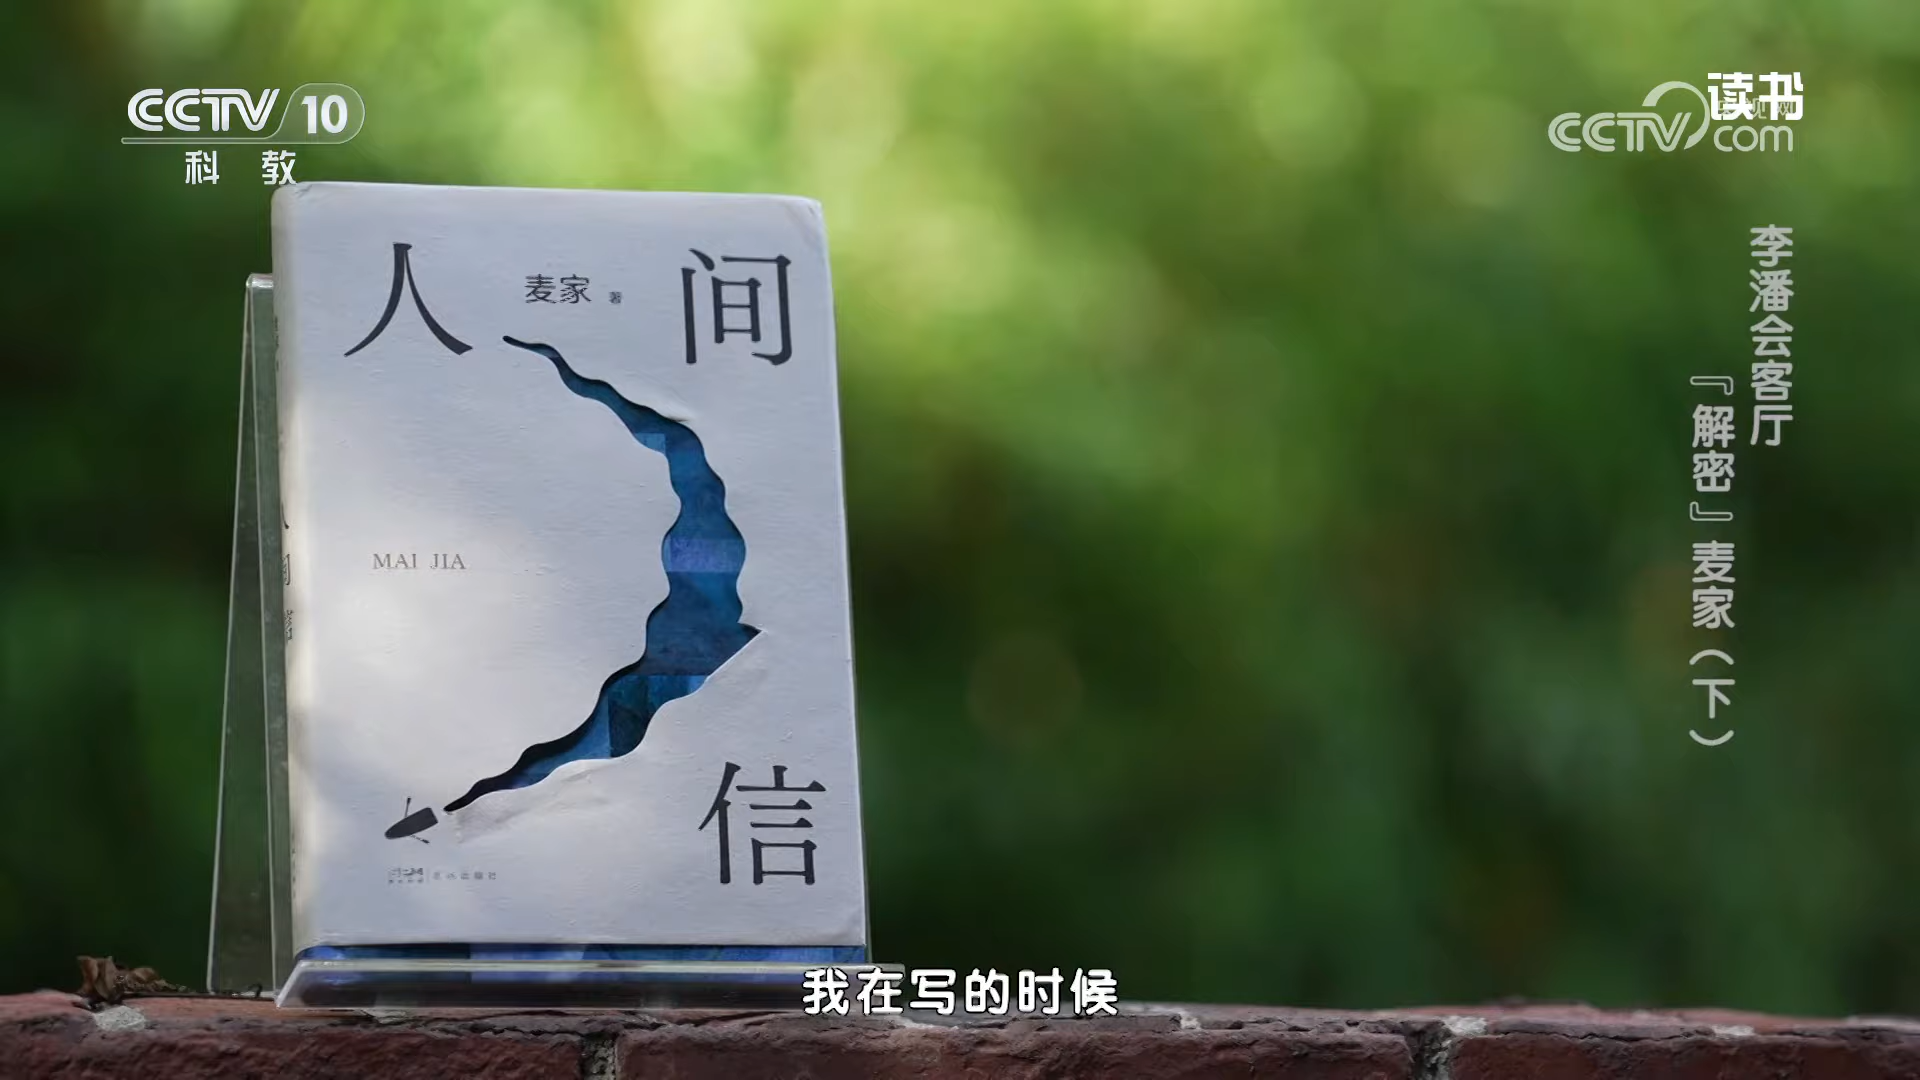 CCTV 10
科 教
读书
CCTV.com
李潘会客厅
『解密』麦家（下）
人间信
麦家 著
MAI JIA
我在写的时候